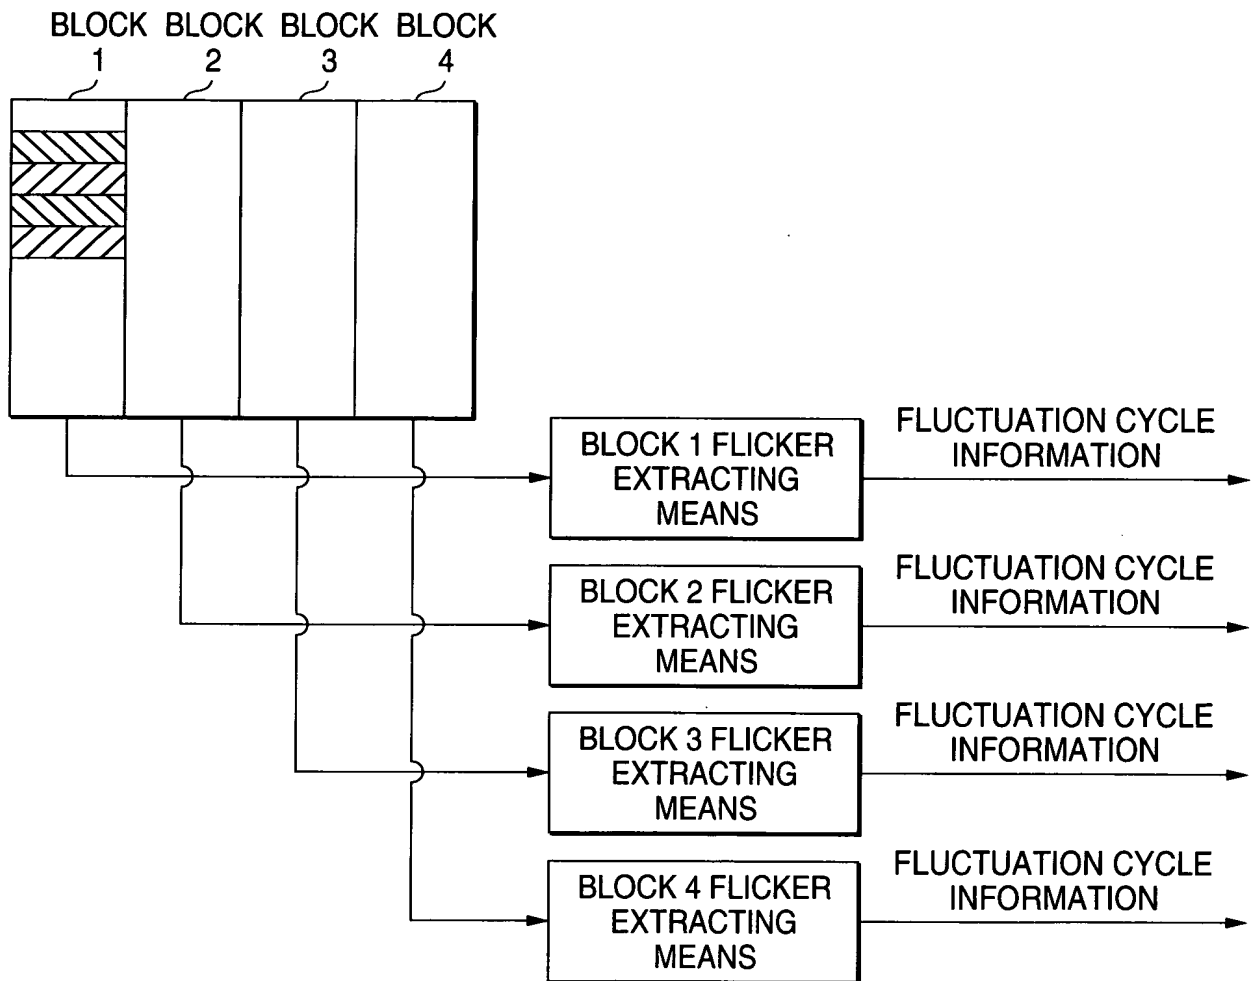 BLOCK BLOCK BLOCK BLOCK
1 2 3 4
FLUCTUATION CYCLE
INFORMATION
BLOCK 1 FLICKER
EXTRACTING
MEANS
FLUCTUATION CYCLE
INFORMATION
BLOCK 2 FLICKER
EXTRACTING
MEANS
FLUCTUATION CYCLE
INFORMATION
BLOCK 3 FLICKER
EXTRACTING
MEANS
FLUCTUATION CYCLE
INFORMATION
BLOCK 4 FLICKER
EXTRACTING
MEANS